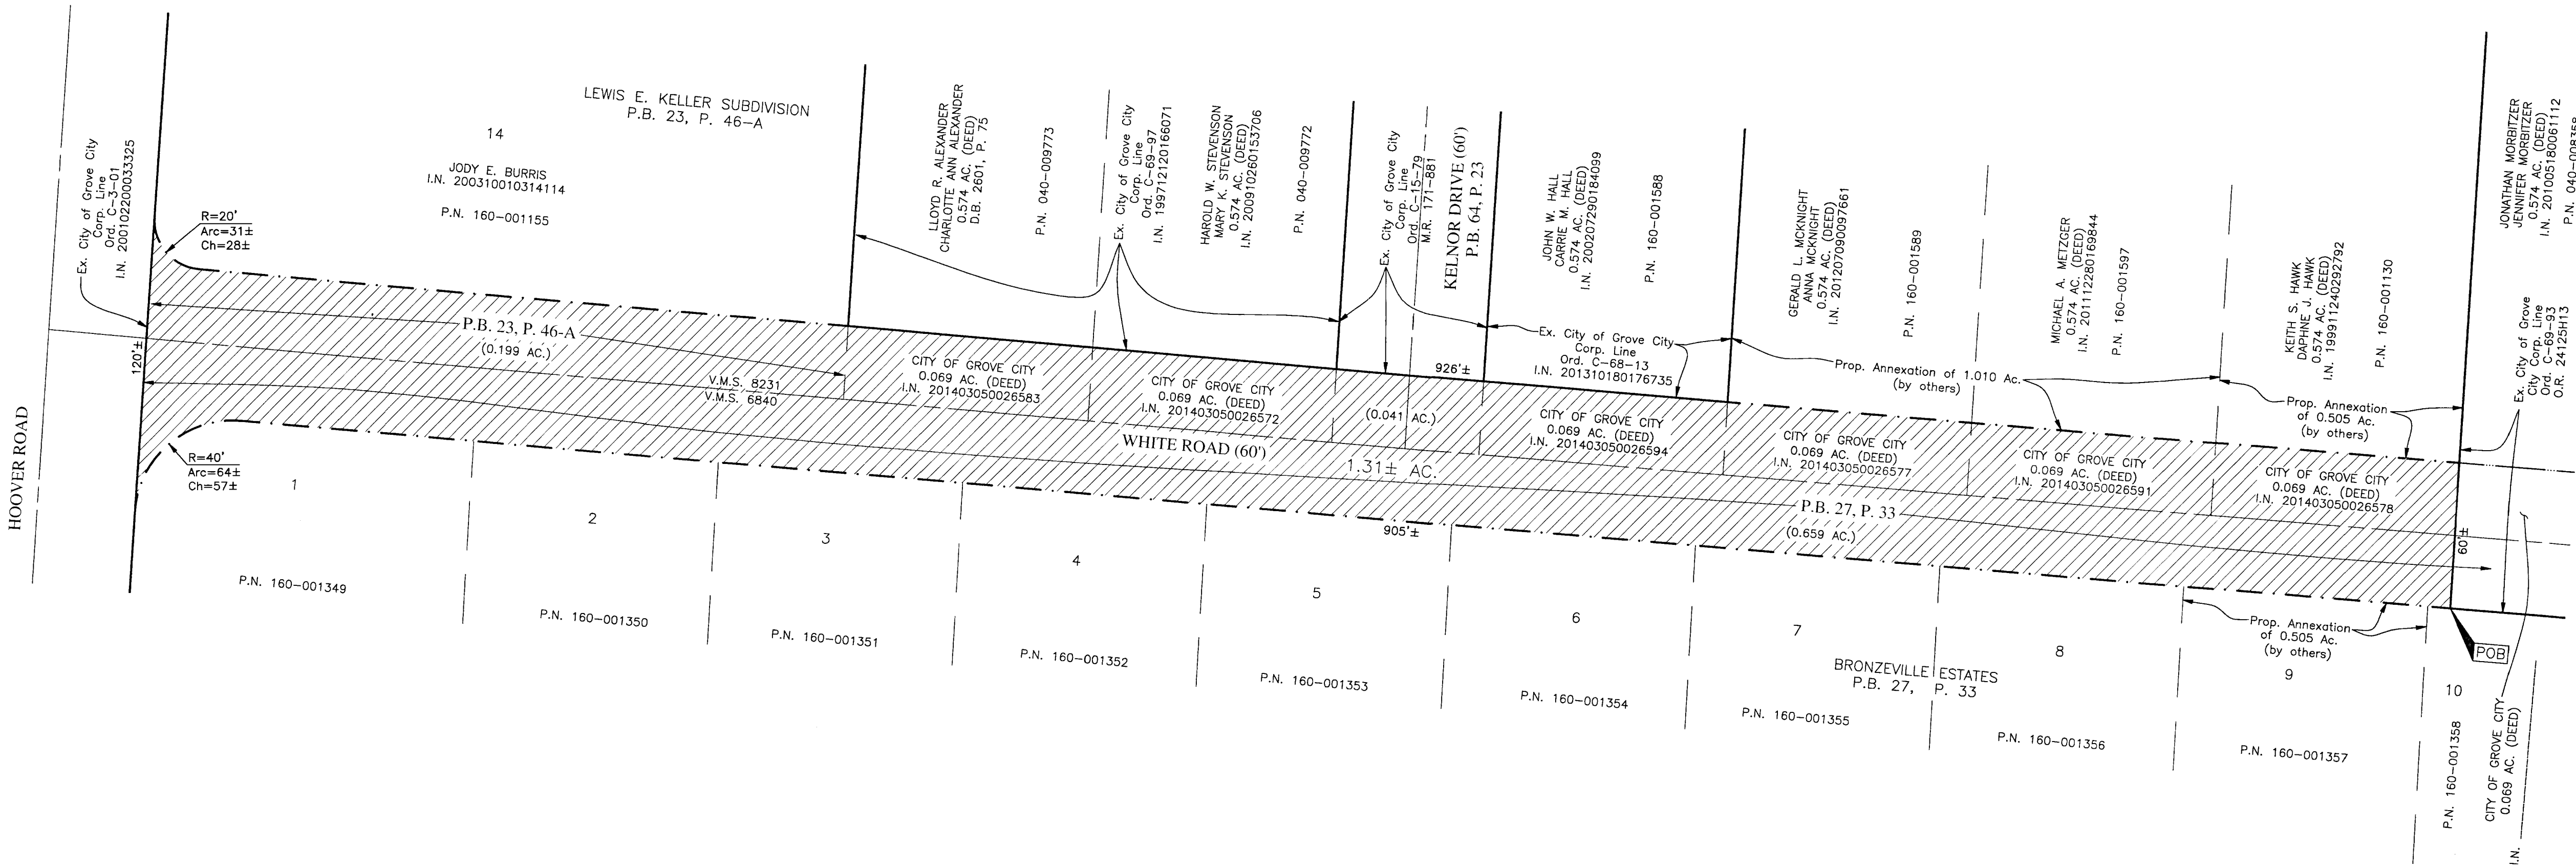 HOOVER ROAD
Ex. City of Grove City
Corp. Line
Ord. C-3-01
I.N. 200102200033325
120'±
R=20'
Arc=31±
Ch=28±
R=40'
Arc=64±
Ch=57±
LEWIS E. KELLER SUBDIVISION
P.B. 23, P. 46-A
14
JODY E. BURRIS
I.N. 200310010314114
P.N. 160-001155
LLOYD R. ALEXANDER
CHARLOTTE ANN ALEXANDER
0.574 AC. (DEED)
D.B. 2601, P. 75
P.N. 040-009773
Ex. City of Grove City
Corp. Line
Ord. C-69-97
I.N. 199712120166071
HAROLD W. STEVENSON
MARY K. STEVENSON
0.574 AC. (DEED)
I.N. 200910260153706
P.N. 040-009772
Ex. City of Grove City
Corp. Line
Ord. C-15-79
M.R. 1711-881
KELNOR DRIVE (60')
P.B. 64, P. 23
JOHN W. HALL
CARRIE M. HALL
0.574 AC. (DEED)
I.N. 200207290184099
P.N. 160-001588
Ex. City of Grove City
Corp. Line
Ord. C-68-13
I.N. 201310180176735
GERALD L. MCKNIGHT
ANNA MCKNIGHT
0.574 AC. (DEED)
I.N. 201207090097661
P.N. 160-001589
Prop. Annexation of 1.010 Ac.
(by others)
MICHAEL A. METZGER
0.574 AC. (DEED)
I.N. 201112280169844
P.N. 160-001597
KEITH S. HAWK
DAPHNE J. HAWK
0.574 AC. (DEED)
I.N. 199911240292792
P.N. 160-001130
Prop. Annexation
of 0.505 Ac.
(by others)
JONATHAN MORBITZER
JENNIFER MORBITZER
0.574 AC. (DEED)
I.N. 201005180061112
Ex. City of Grove
City Corp. Line
Ord. C-69-93
O.R. 24125H13
P.B. 23, P. 46-A
(0.199 AC.)
V.M.S. 8231
V.M.S. 6840
CITY OF GROVE CITY
0.069 AC. (DEED)
I.N. 201403050026583
CITY OF GROVE CITY
0.069 AC. (DEED)
I.N. 201403050026572
(0.041 AC.)
926'±
CITY OF GROVE CITY
0.069 AC. (DEED)
I.N. 201403050026594
CITY OF GROVE CITY
0.069 AC. (DEED)
I.N. 201403050026577
CITY OF GROVE CITY
0.069 AC. (DEED)
I.N. 201403050026591
CITY OF GROVE CITY
0.069 AC. (DEED)
I.N. 201403050026578
WHITE ROAD (60')
1.31± AC.
P.B. 27, P. 33
(0.659 AC.)
905'±
60'±
POB
1
P.N. 160-001349
2
P.N. 160-001350
3
P.N. 160-001351
4
P.N. 160-001352
5
P.N. 160-001353
6
P.N. 160-001354
7
P.N. 160-001355
BRONZEVILLE ESTATES
P.B. 27, P. 33
8
P.N. 160-001356
Prop. Annexation
of 0.505 Ac.
(by others)
9
P.N. 160-001357
10
P.N. 160-001358
CITY OF GROVE CITY
0.069 AC. (DEED)
I.N.